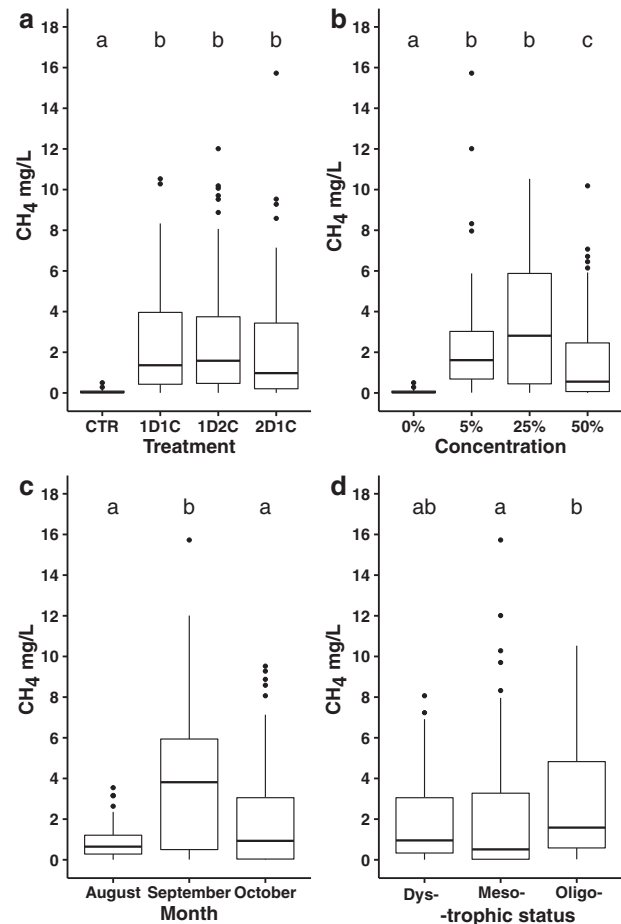 a
b
18
16
14
12
10
8
6
4
2
0
CH4 mg/L
a b b b
CTR 1D1C 1D2C 2D1C
Treatment
18
16
14
12
10
8
6
4
2
0
CH4 mg/L
a b b c
0% 5% 25% 50%
Concentration
c
d
18
16
14
12
10
8
6
4
2
0
CH4 mg/L
a b a
August September October
Month
18
16
14
12
10
8
6
4
2
0
CH4 mg/L
ab a b
Dys- Meso- Oligo-
-trophic status